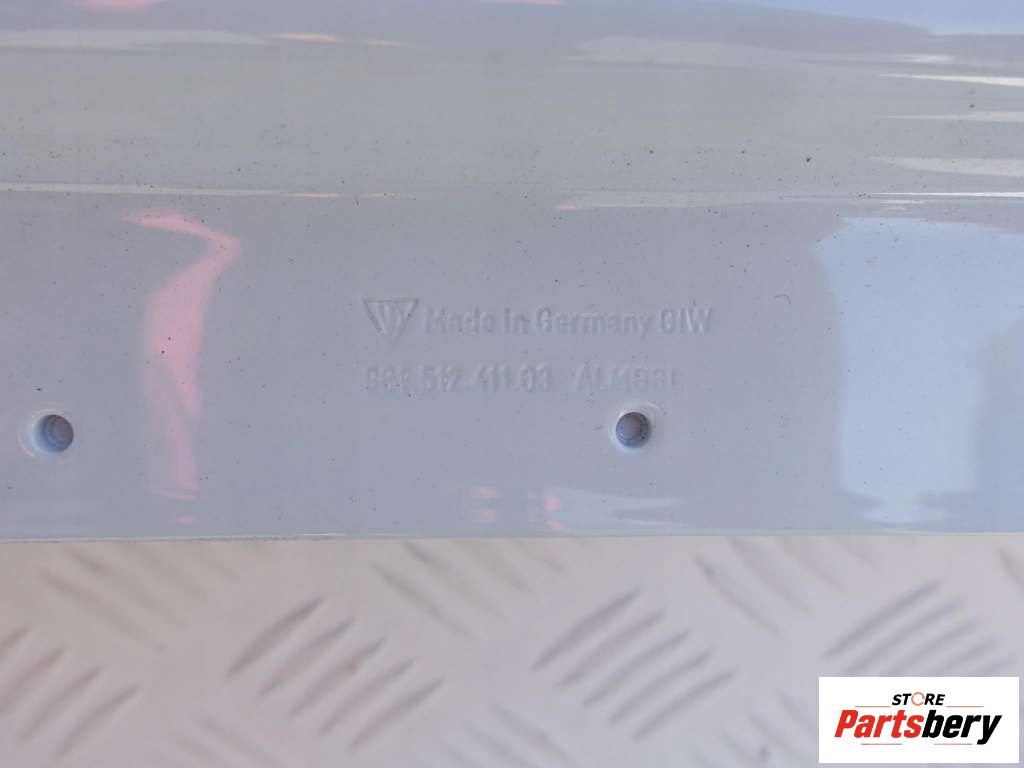 Made in Germany GIW
512 411 03
STORE
Partsbery